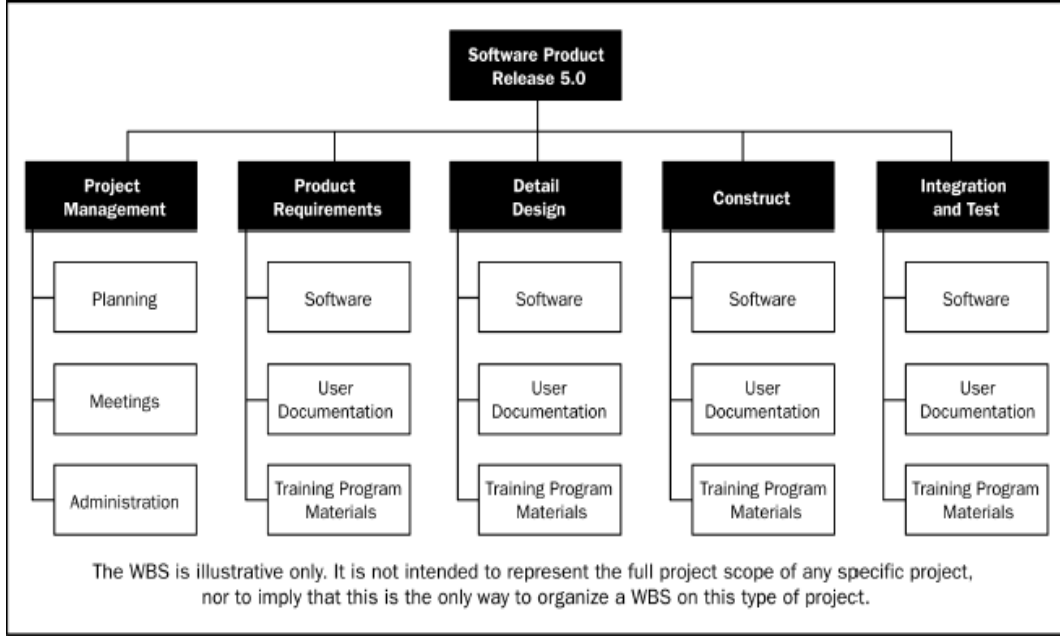 Software Product
Release 5.0
Project
Management
Product
Requirements
Detail
Design
Construct
Integration
and Test
Planning
Software
Software
Software
Software
Meetings
User
Documentation
User
Documentation
User
Documentation
User
Documentation
Administration
Training Program
Materials
Training Program
Materials
Training Program
Materials
Training Program
Materials
The WBS is illustrative only. It is not intended to represent the full project scope of any specific project,
nor to imply that this is the only way to organize a WBS on this type of project.